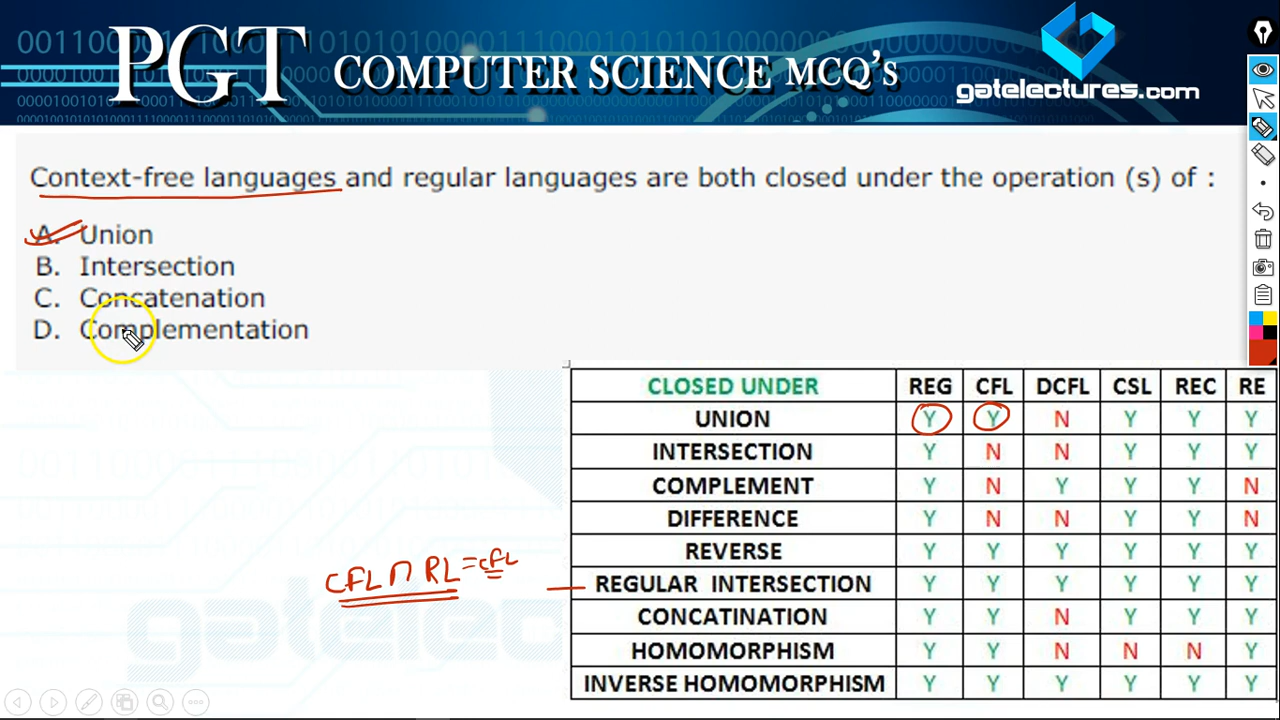 PGT COMPUTER SCIENCE MCQ'S
gatelectures.com
Context-free languages and regular languages are both closed under the operation (s) of :
A. Union
B. Intersection
C. Concatenation
D. Complementation
CLOSED UNDER REG CFL DCFL CSL REC RE
UNION Y Y N Y Y Y
INTERSECTION Y N N Y Y Y
COMPLEMENT Y N Y Y Y N
DIFFERENCE Y N N Y Y N
REVERSE Y Y Y Y Y Y
CFL ∩ RL = CFL
REGULAR INTERSECTION Y Y Y Y Y Y
CONCATINATION Y Y N Y Y Y
HOMOMORPHISM Y Y N N N Y
INVERSE HOMOMORPHISM Y Y Y Y Y Y